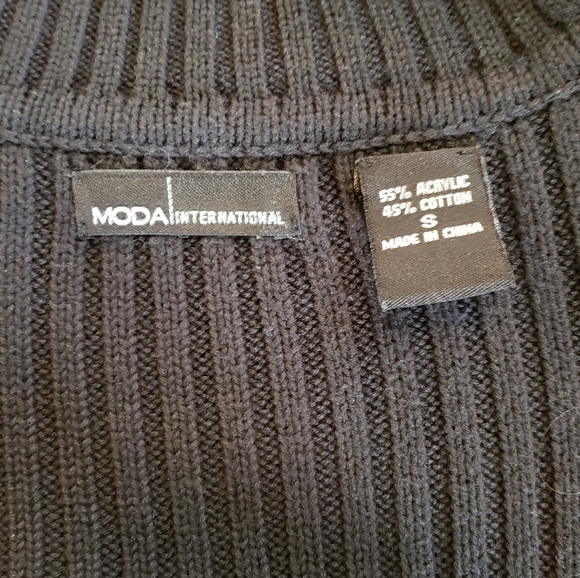 MODA INTERNATIONAL
55% ACRYLIC
45% COTTON
S
MADE IN CHINA